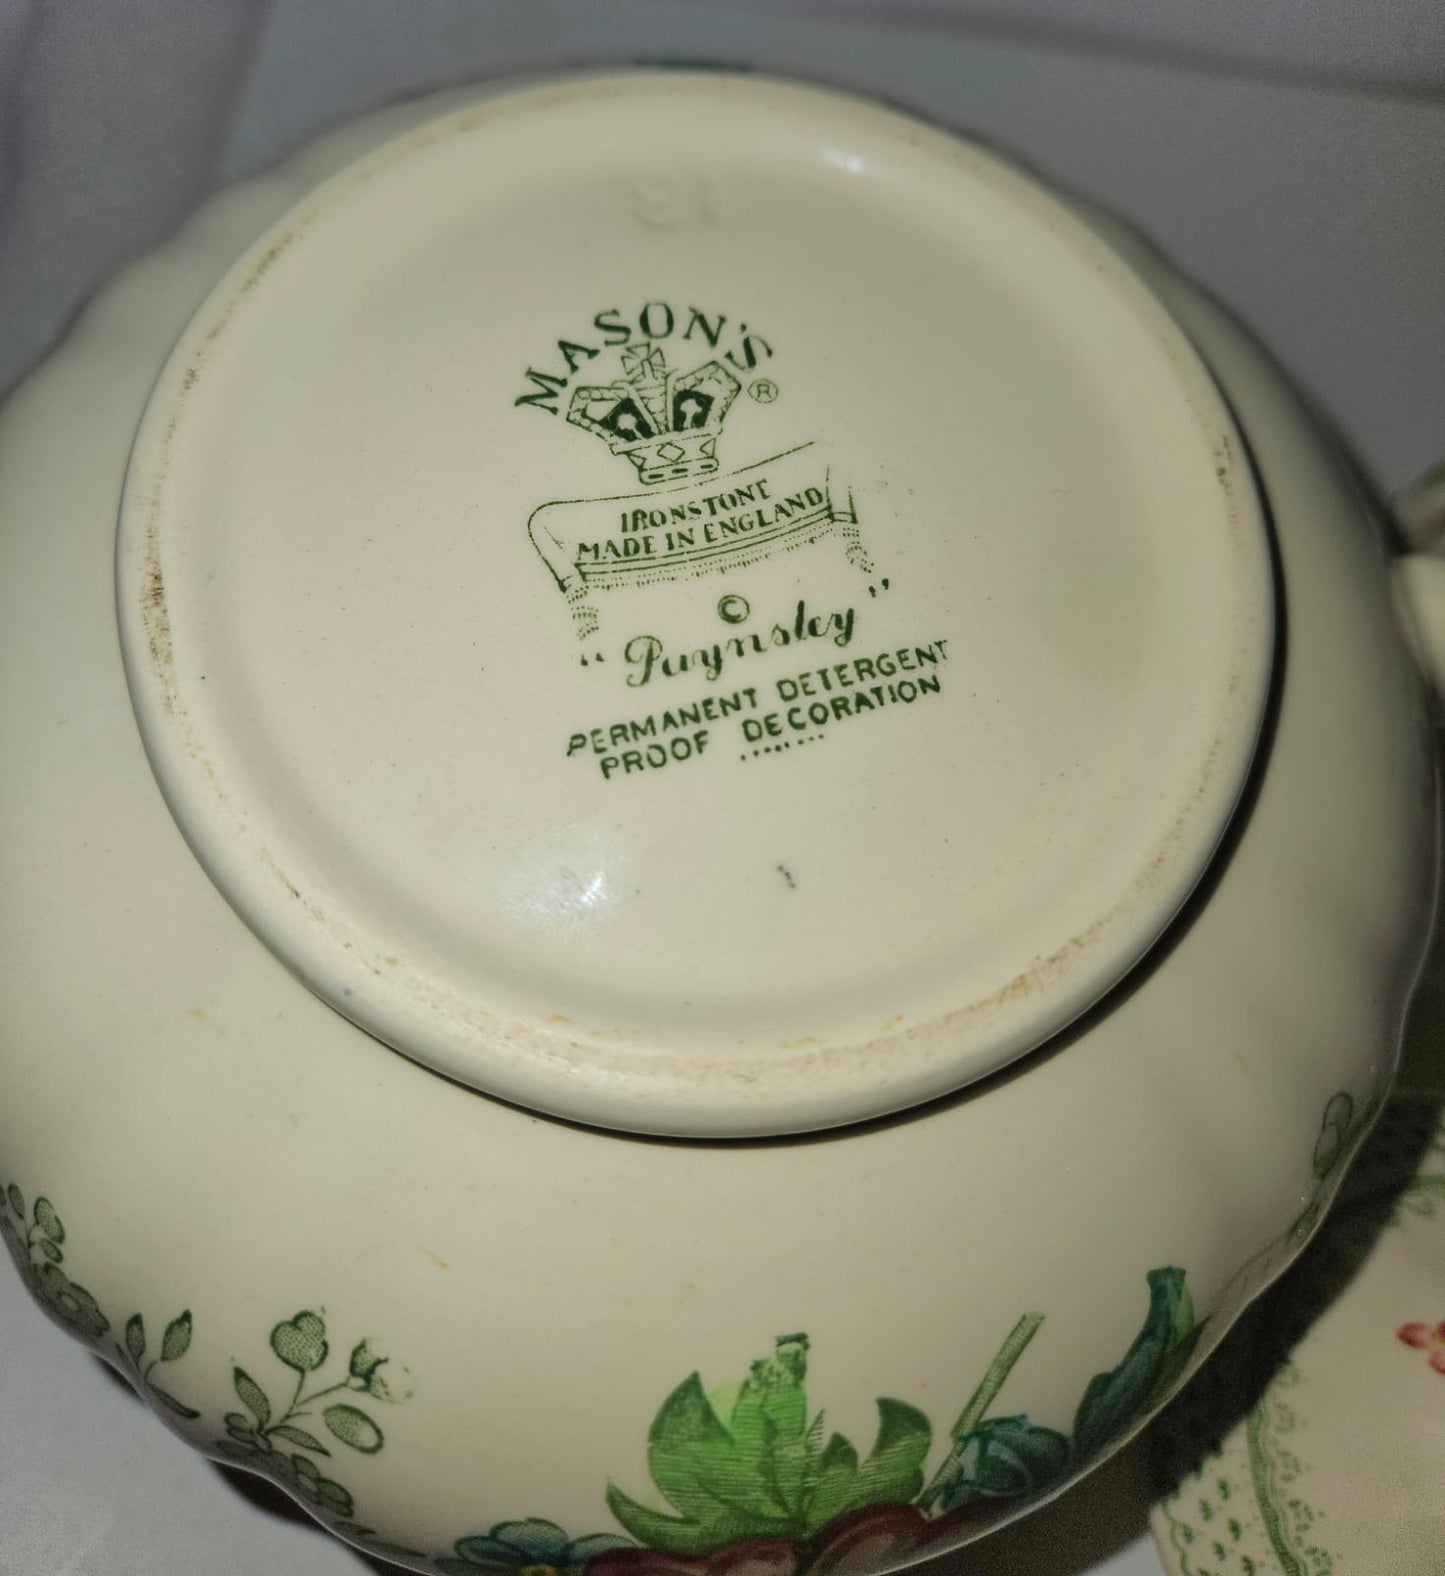 MASON'S ®
IRONSTONE
MADE IN ENGLAND
©
"Paynsley"
PERMANENT DETERGENT
PROOF DECORATION